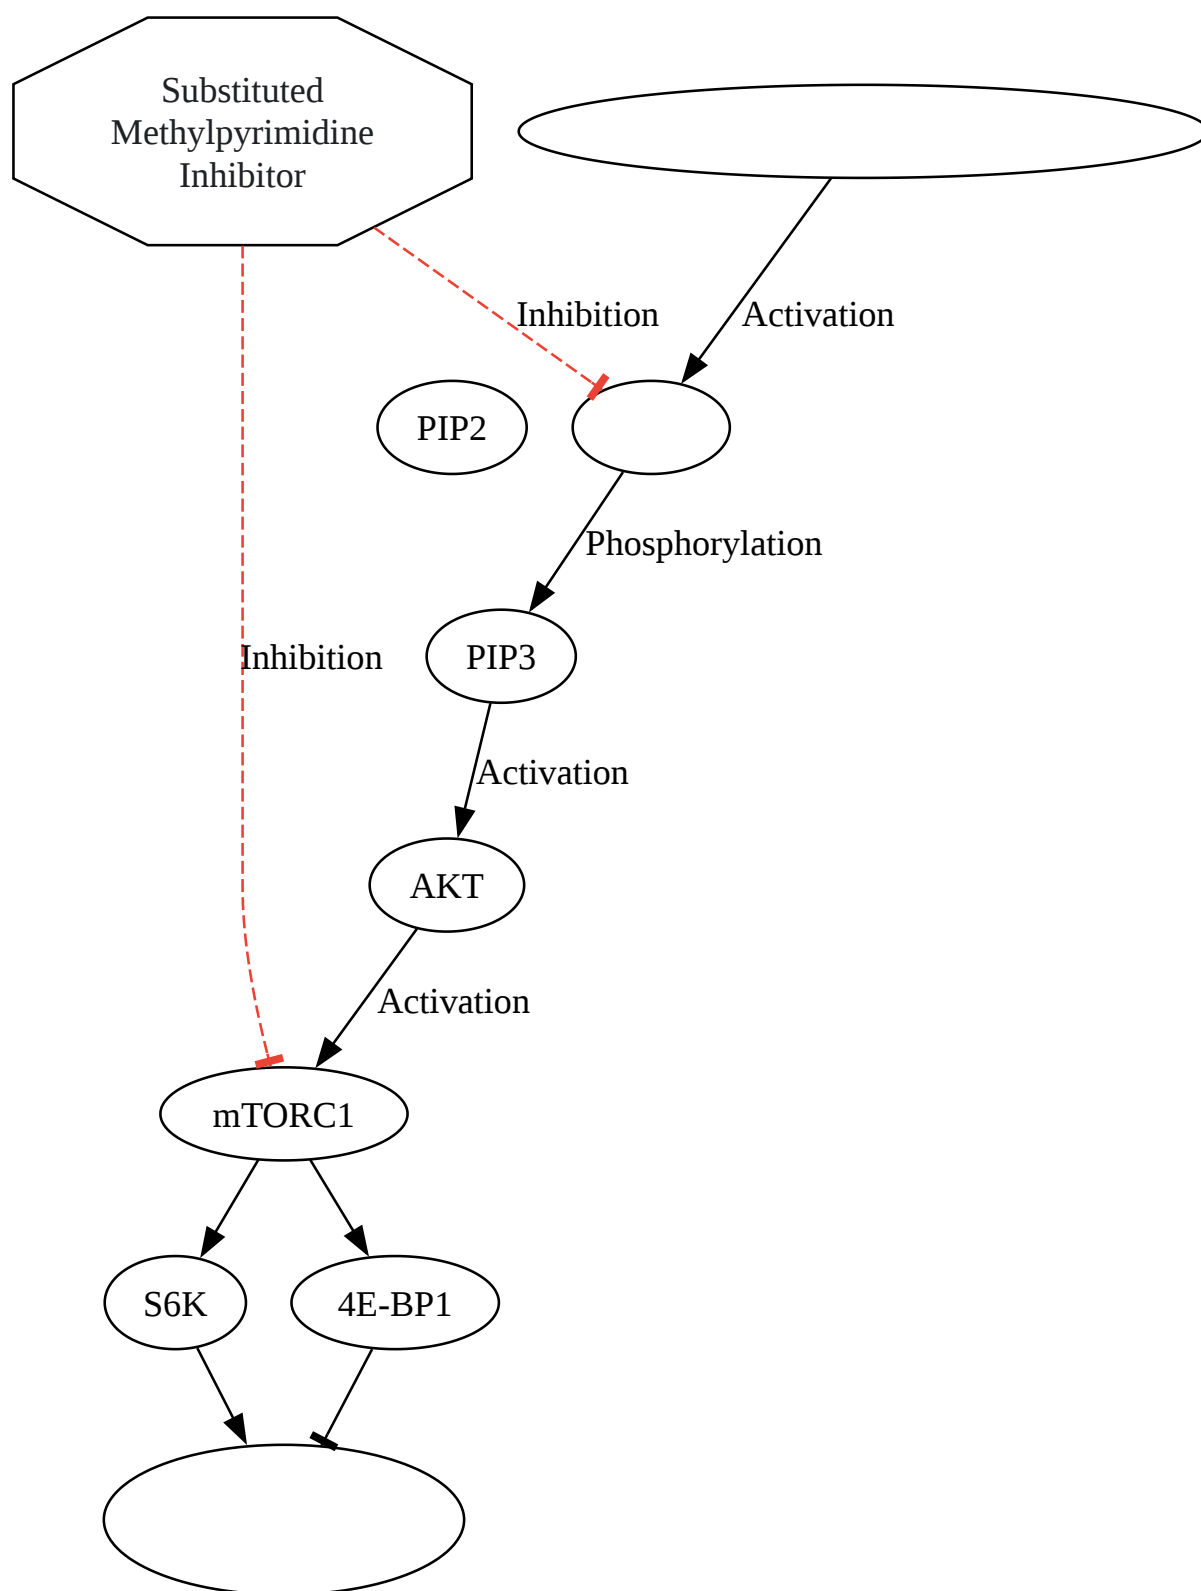 Substituted
Methylpyrimidine
Inhibitor
Inhibition
Activation
PIP2
Phosphorylation
Inhibition
PIP3
Activation
AKT
Activation
mTORC1
S6K
4E-BP1